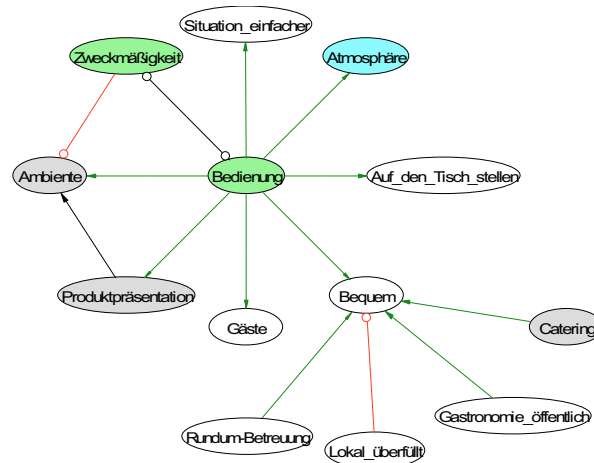 Situation_einfacher
Zweckmäßigkeit
Atmosphäre
Ambiente
Bedienung
Auf_den_Tisch_stellen
Produktpräsentation
Bequem
Gäste
Catering
Gastronomie_öffentlich
Rundum-Betreuung
Lokal_überfüllt